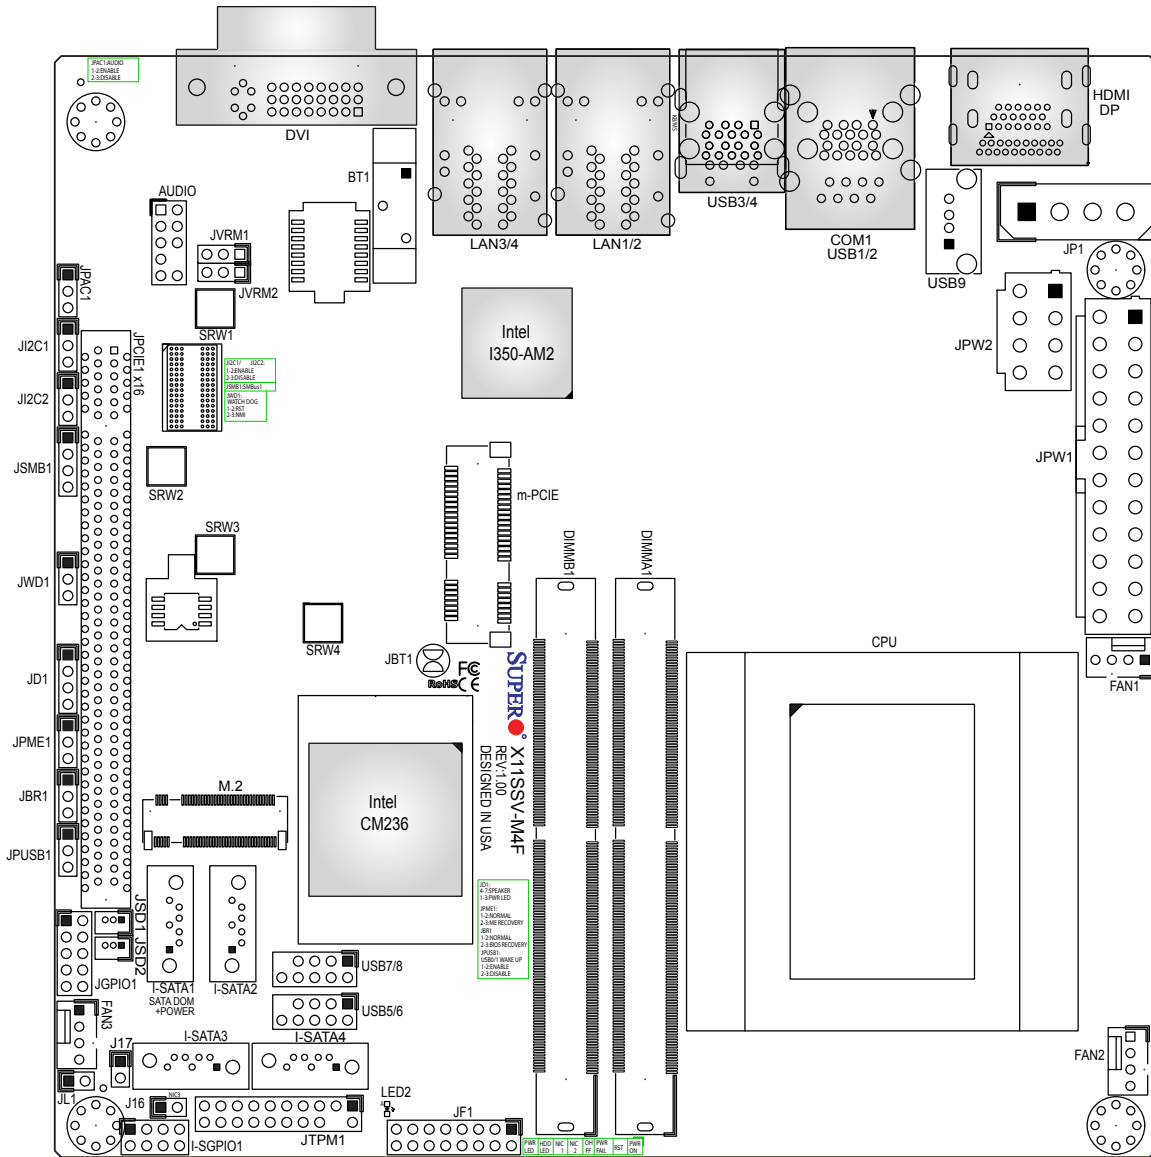 JPAC1:AUDIO
1-2:ENABLE
2-3:DISABLE
DVI
HDMI
DP
KB/MS
BT1
AUDIO
JVRM1
JVRM2
LAN3/4
LAN1/2
USB3/4
COM1
USB1/2
USB9
JP1
JPAC1
SRW1
Intel
I350-AM2
JPW2
JI2C1
JPCIE1 x16
JI2C1/ JI2C2:
1-2:ENABLE
2-3:DISABLE
JSMB1:SMBus1
JWD1:
WATCH DOG
1-2:RST
2-3:NMI
JI2C2
JSMB1
SRW2
m-PCIE
JPW1
SRW3
DIMMB1
DIMMA1
JWD1
SRW4
JBT1
FC
RoHS CE
SUPER
CPU
FAN1
JD1
X11SSV-M4F
REV:1.00
DESIGNED IN USA
JPME1
M.2
Intel
CM236
JBR1
JPUSB1
JD1:
4-7:SPEAKER
1-3:PWR LED
JPME1:
1-2:NORMAL
2-3:ME RECOVERY
JBR1
1-2:NORMAL
2-3:BIOS RECOVERY
JPUSB1:
USB0/1 WAKE UP
1-2:ENABLE
2-3:DISABLE
JSD1
JSD2
JGPIO1
I-SATA1
SATA DOM
+POWER
I-SATA2
USB7/8
USB5/6
FAN3
J17
I-SATA3
I-SATA4
FAN2
JL1
J16
NIC3
LED2
A
JTPM1
JF1
I-SGPIO1
PWR LED
HDD LED
NIC 1
NIC 2
OH FF
PWR FAIL
RST
PWR ON